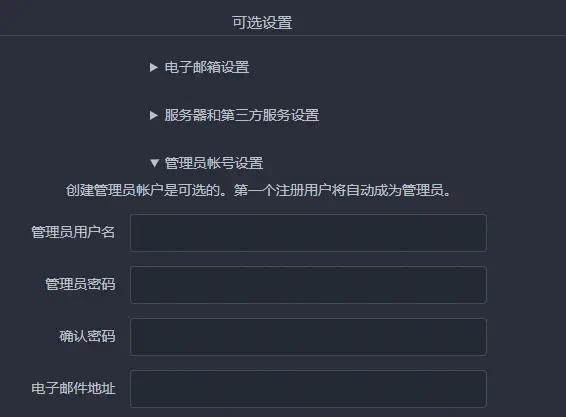 可选设置
▶ 电子邮箱设置
▶ 服务器和第三方服务设置
▼ 管理员帐号设置
创建管理员帐户是可选的。第一个注册用户将自动成为管理员。
管理员用户名
管理员密码
确认密码
电子邮件地址